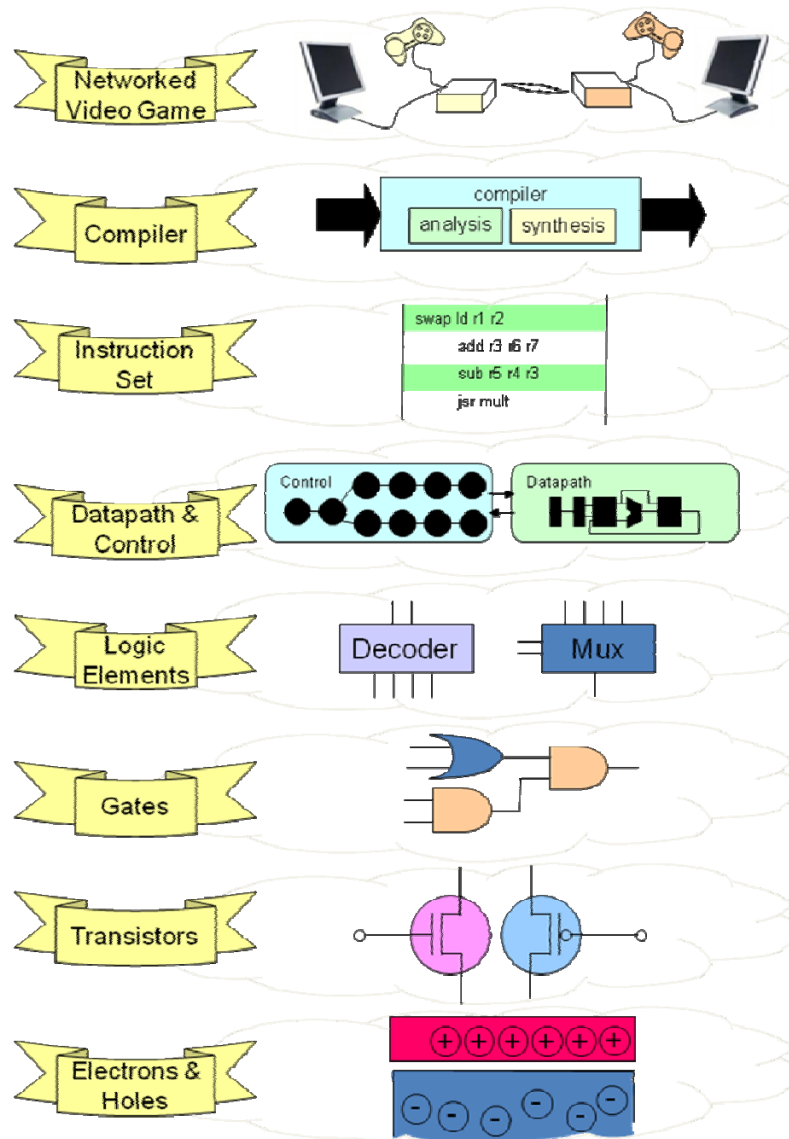 Networked
Video Game
Compiler
compiler
analysis synthesis
Instruction
Set
swap ld r1 r2
add r3 r6 r7
sub r5 r4 r3
jsr mult
Datapath &
Control
Control
Datapath
Logic
Elements
Decoder
Mux
Gates
Transistors
Electrons &
Holes
+ + + + + +
- - - - - -